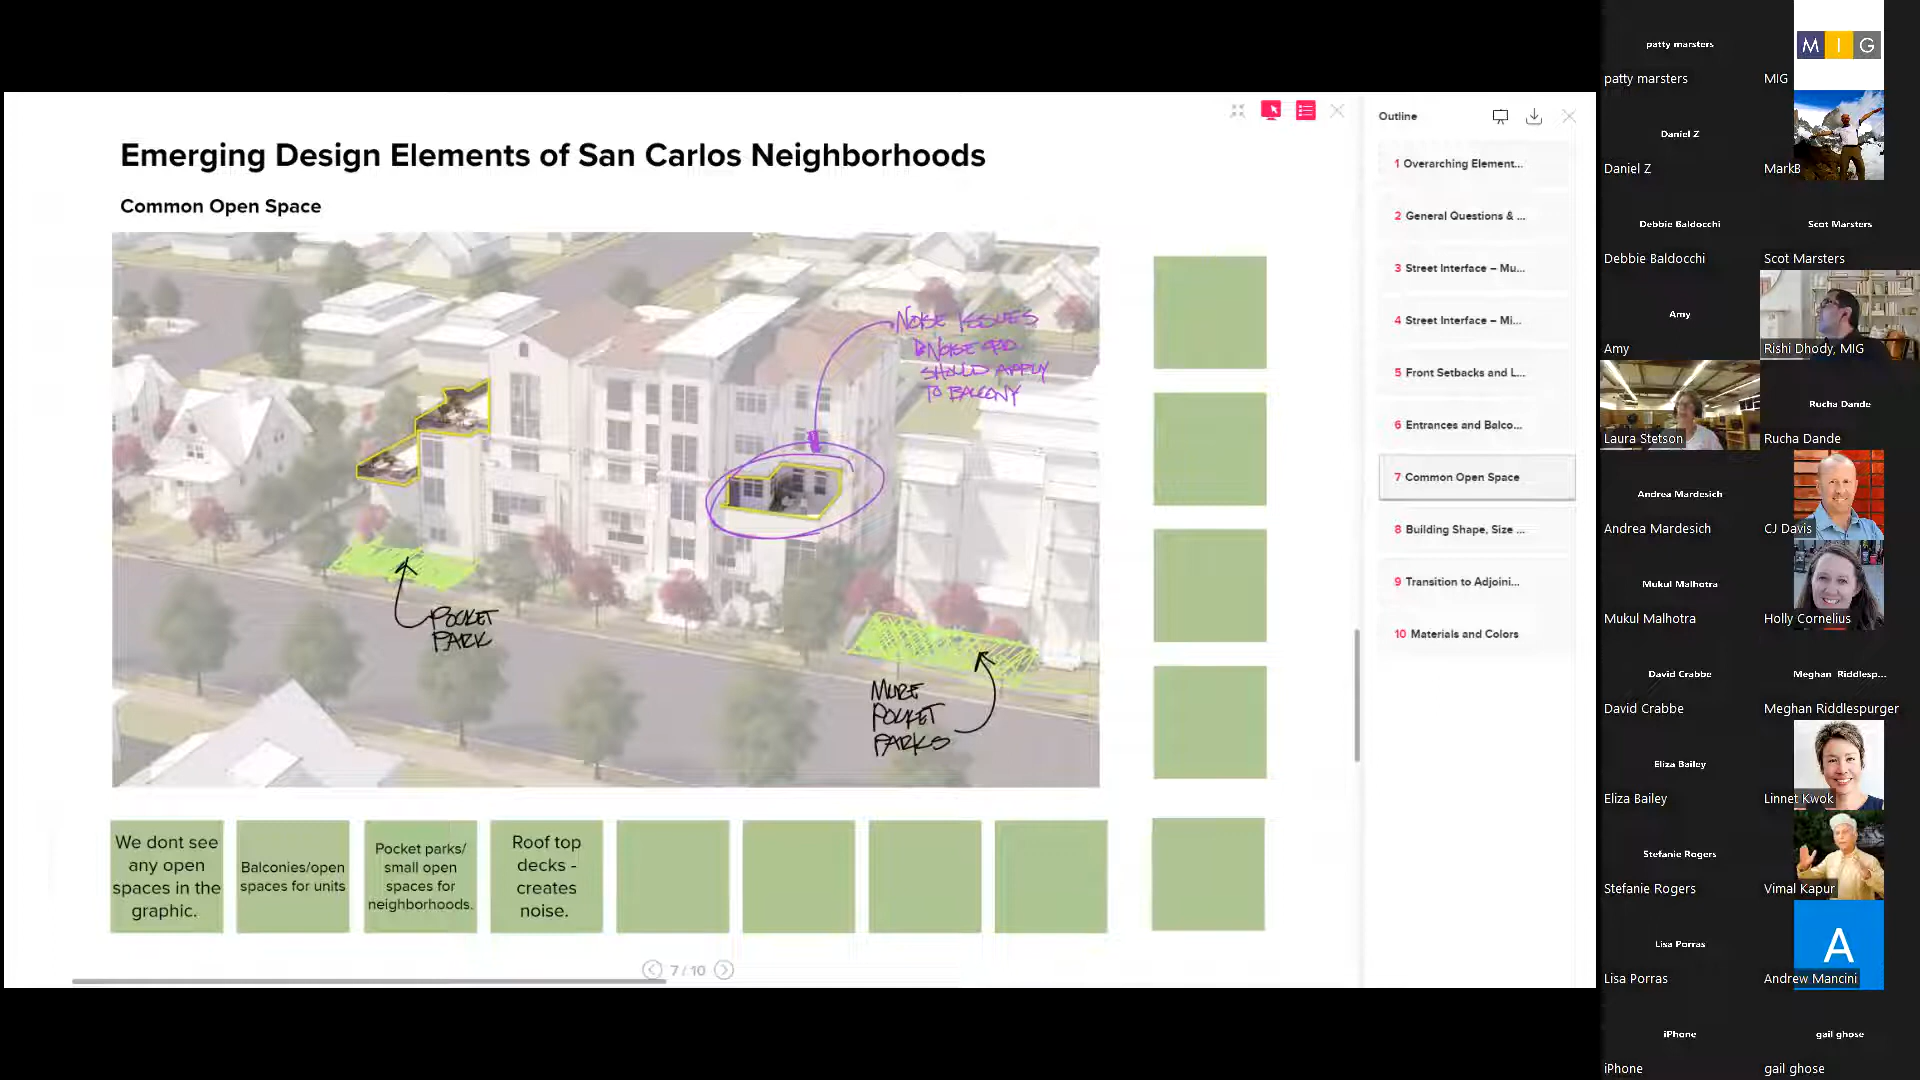 Emerging Design Elements of San Carlos Neighborhoods
Common Open Space
NOISE ISSUES
NOISE ORD
SHOULD APPLY
TO BALCONY
POCKET
PARK
MORE
POCKET
PARKS
We dont see
any open
spaces in the
graphic.
Balconies/open
spaces for units
Pocket parks/
small open
spaces for
neighborhoods.
Roof top
decks -
creates
noise.
7 / 10
Outline
1 Overarching Element...
2 General Questions & ...
3 Street Interface – Mu...
4 Street Interface – Mi...
5 Front Setbacks and L...
6 Entrances and Balco...
7 Common Open Space
8 Building Shape, Size ...
9 Transition to Adjoini...
10 Materials and Colors
patty marsters
patty marsters
M I G
MIG
Daniel Z
Daniel Z
MarkB
Debbie Baldocchi
Debbie Baldocchi
Scot Marsters
Scot Marsters
Amy
Amy
Rishi Dhody, MIG
Laura Stetson
Rucha Dande
Rucha Dande
Andrea Mardesich
Andrea Mardesich
CJ Davis
Mukul Malhotra
Mukul Malhotra
Holly Cornelius
David Crabbe
David Crabbe
Meghan Riddlesp...
Meghan Riddlespurger
Eliza Bailey
Eliza Bailey
Linnet Kwok
Stefanie Rogers
Stefanie Rogers
Vimal Kapur
Lisa Porras
Lisa Porras
A
Andrew Mancini
iPhone
iPhone
gail ghose
gail ghose